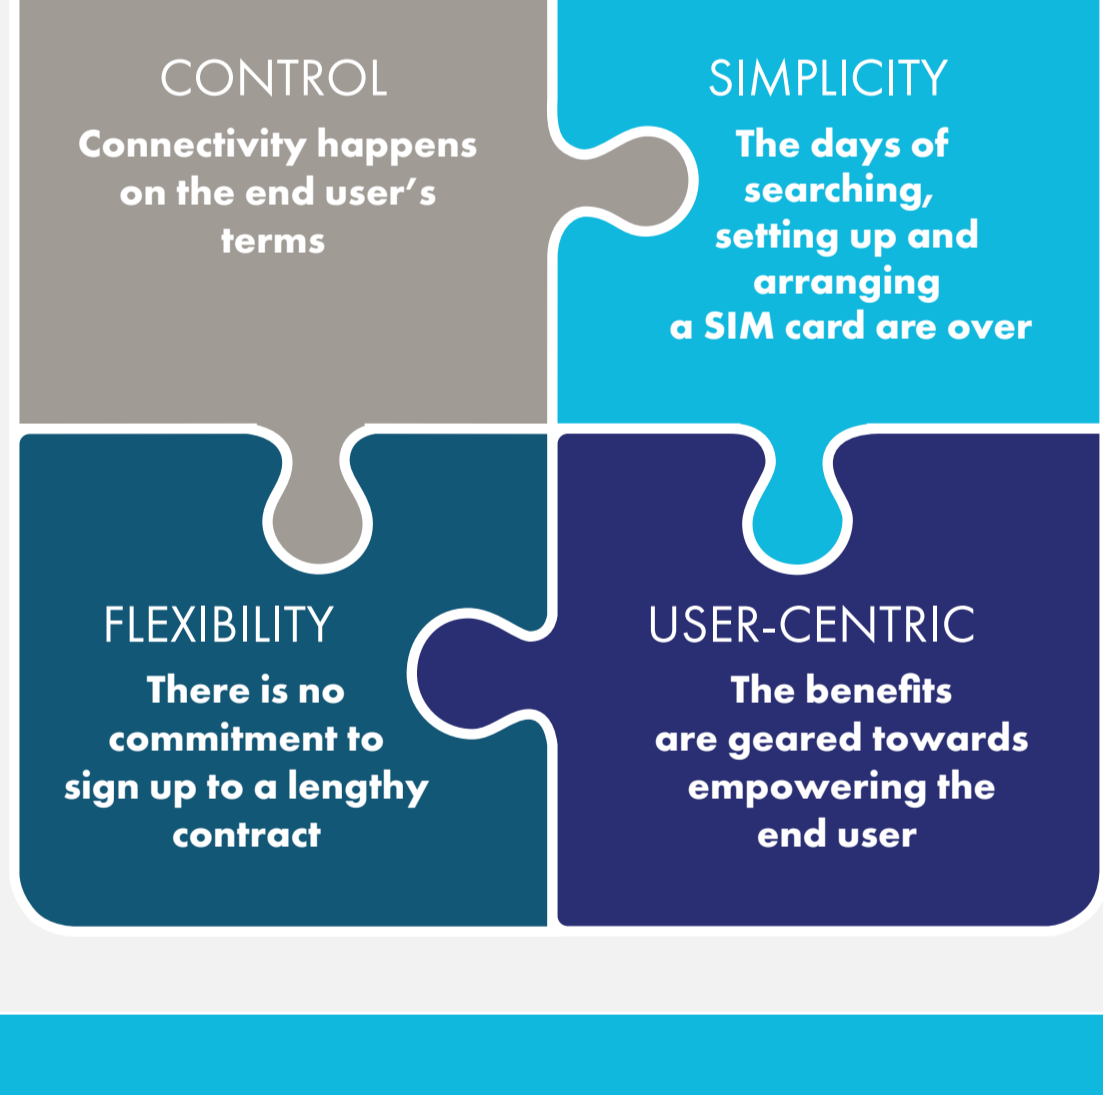 CONTROL
Connectivity happens
on the end user’s
terms
SIMPLICITY
The days of
searching,
setting up and
arranging
a SIM card are over
FLEXIBILITY
There is no
commitment to
sign up to a lengthy
contract
USER-CENTRIC
The benefits
are geared towards
empowering the
end user